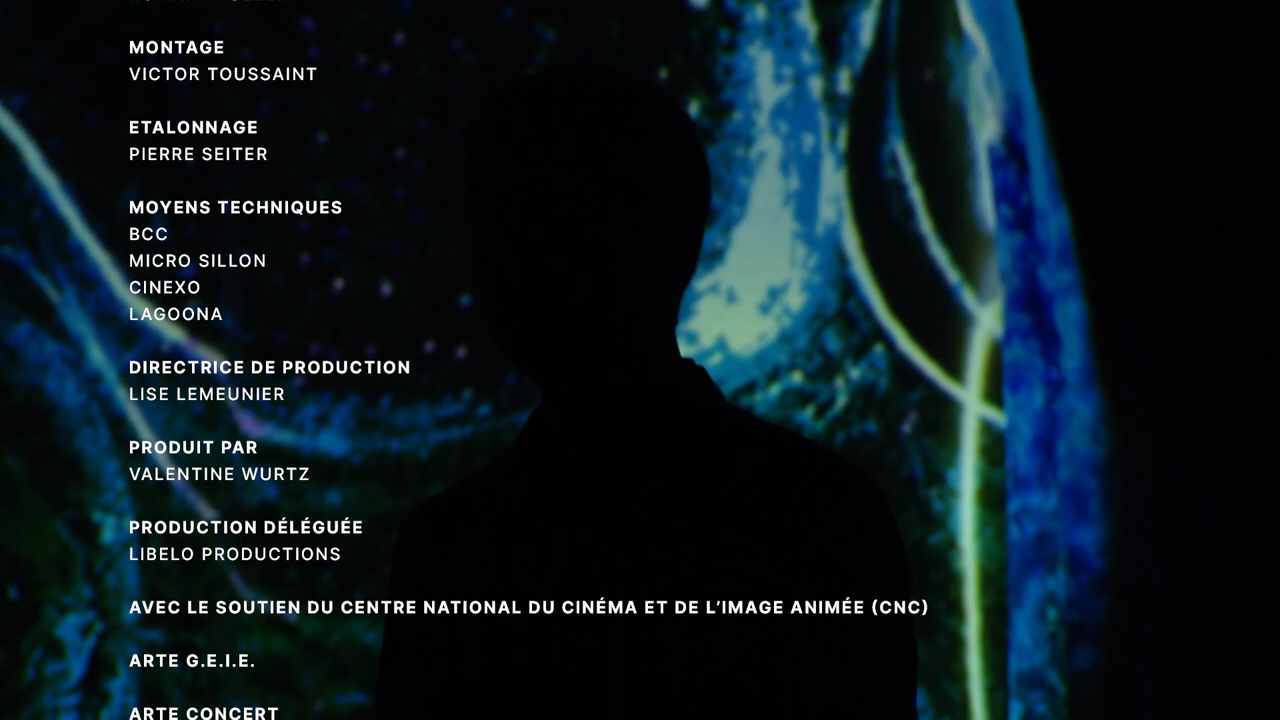 MONTAGE
VICTOR TOUSSAINT
ETALONNAGE
PIERRE SEITER
MOYENS TECHNIQUES
BCC
MICRO SILLON
CINEXO
LAGOONA
DIRECTRICE DE PRODUCTION
LISE LEMEUNIER
PRODUIT PAR
VALENTINE WURTZ
PRODUCTION DÉLÉGUÉE
LIBELO PRODUCTIONS
AVEC LE SOUTIEN DU CENTRE NATIONAL DU CINÉMA ET DE L’IMAGE ANIMÉE (CNC)
ARTE G.E.I.E.
ARTE CONCERT